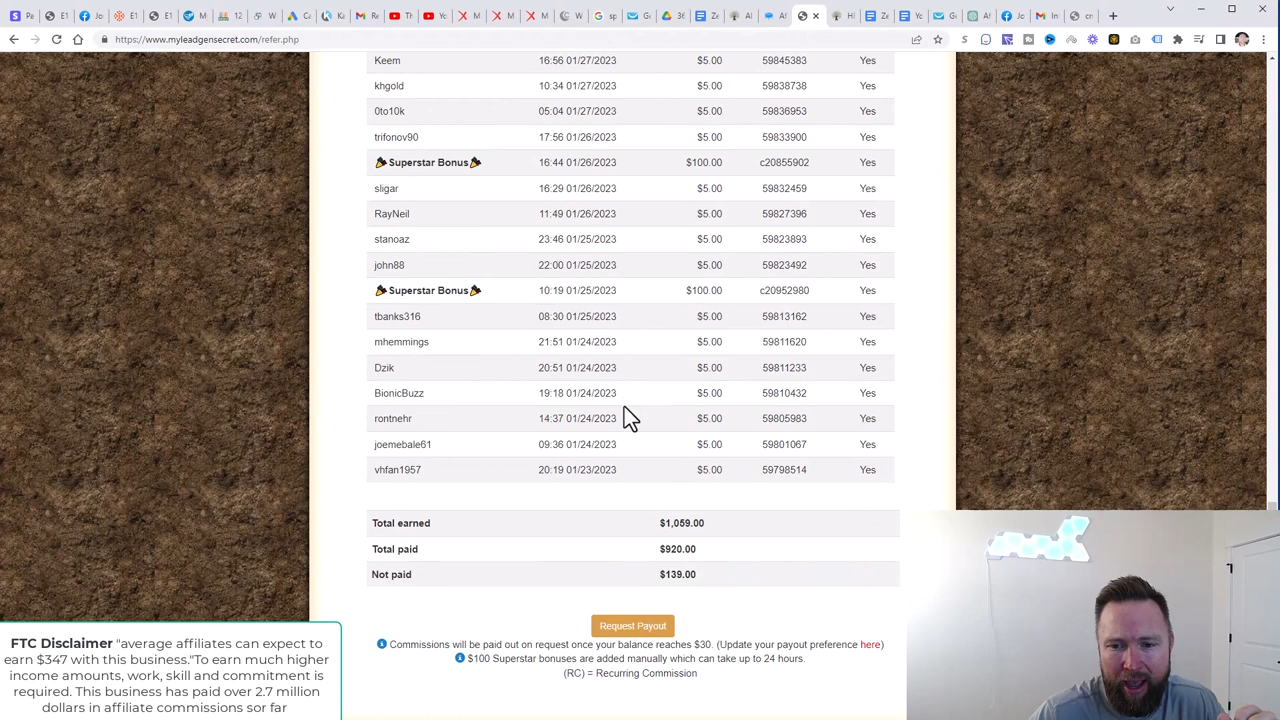 https://www.myleadgensecret.com/refer.php
Keem 16:56 01/27/2023 $5.00 59845383 Yes
khgold 10:34 01/27/2023 $5.00 59838738 Yes
0to10k 05:04 01/27/2023 $5.00 59836953 Yes
trifonov90 17:56 01/26/2023 $5.00 59833900 Yes
Superstar Bonus 16:44 01/26/2023 $100.00 c20855902 Yes
sligar 16:29 01/26/2023 $5.00 59832459 Yes
RayNeil 11:49 01/26/2023 $5.00 59827396 Yes
stanoaz 23:46 01/25/2023 $5.00 59823893 Yes
john88 22:00 01/25/2023 $5.00 59823492 Yes
Superstar Bonus 10:19 01/25/2023 $100.00 c20952980 Yes
tbanks316 08:30 01/25/2023 $5.00 59813162 Yes
mhemmings 21:51 01/24/2023 $5.00 59811620 Yes
Dzik 20:51 01/24/2023 $5.00 59811233 Yes
BionicBuzz 19:18 01/24/2023 $5.00 59810432 Yes
rontnehr 14:37 01/24/2023 $5.00 59805983 Yes
joemebale61 09:36 01/24/2023 $5.00 59801067 Yes
vhfan1957 20:19 01/23/2023 $5.00 59798514 Yes
Total earned $1,059.00
Total paid $920.00
Not paid $139.00
Request Payout
Commissions will be paid out on request once your balance reaches $30. (Update your payout preference here)
$100 Superstar bonuses are added manually which can take up to 24 hours.
(RC) = Recurring Commission
FTC Disclaimer "average affiliates can expect to
earn $347 with this business."To earn much higher
income amounts, work, skill and commitment is
required. This business has paid over 2.7 million
dollars in affiliate commissions sor far